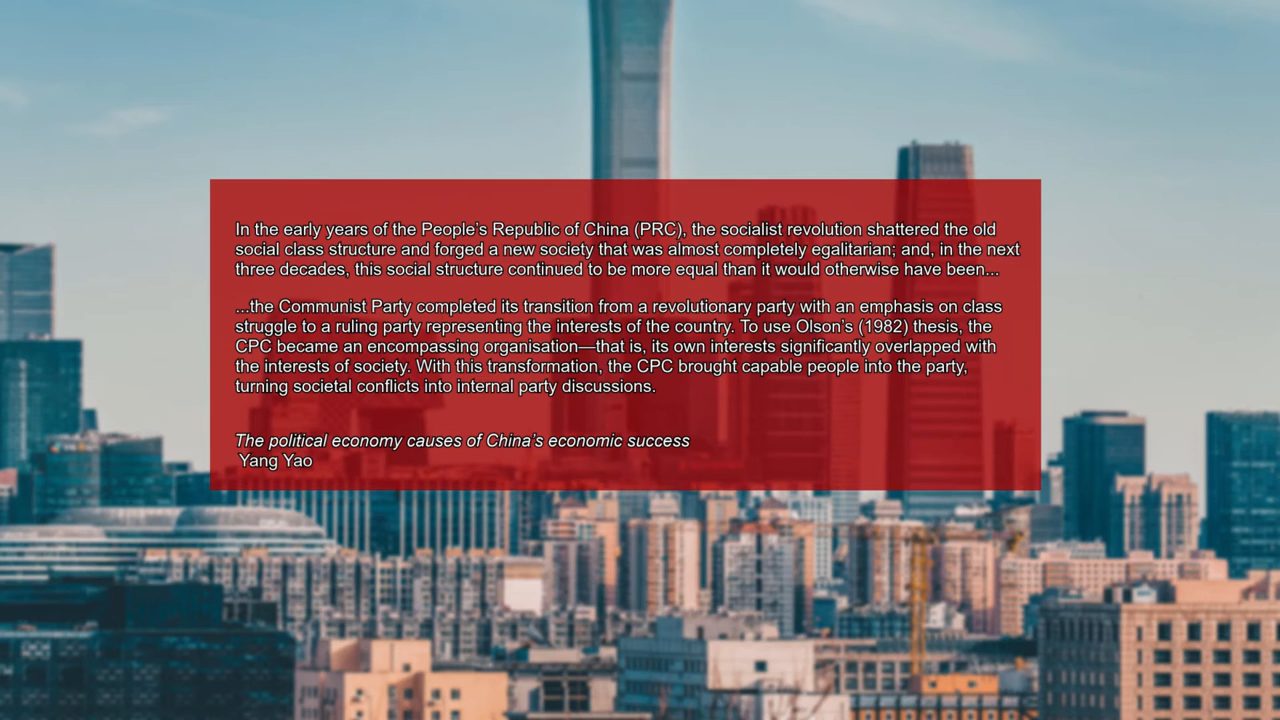 In the early years of the People's Republic of China (PRC), the socialist revolution shattered the old
social class structure and forged a new society that was almost completely egalitarian; and, in the next
three decades, this social structure continued to be more equal than it would otherwise have been...
...the Communist Party completed its transition from a revolutionary party with an emphasis on class
struggle to a ruling party representing the interests of the country. To use Olson's (1982) thesis, the
CPC became an encompassing organisation—that is, its own interests significantly overlapped with
the interests of society. With this transformation, the CPC brought capable people into the party,
turning societal conflicts into internal party discussions.
The political economy causes of China's economic success
Yang Yao